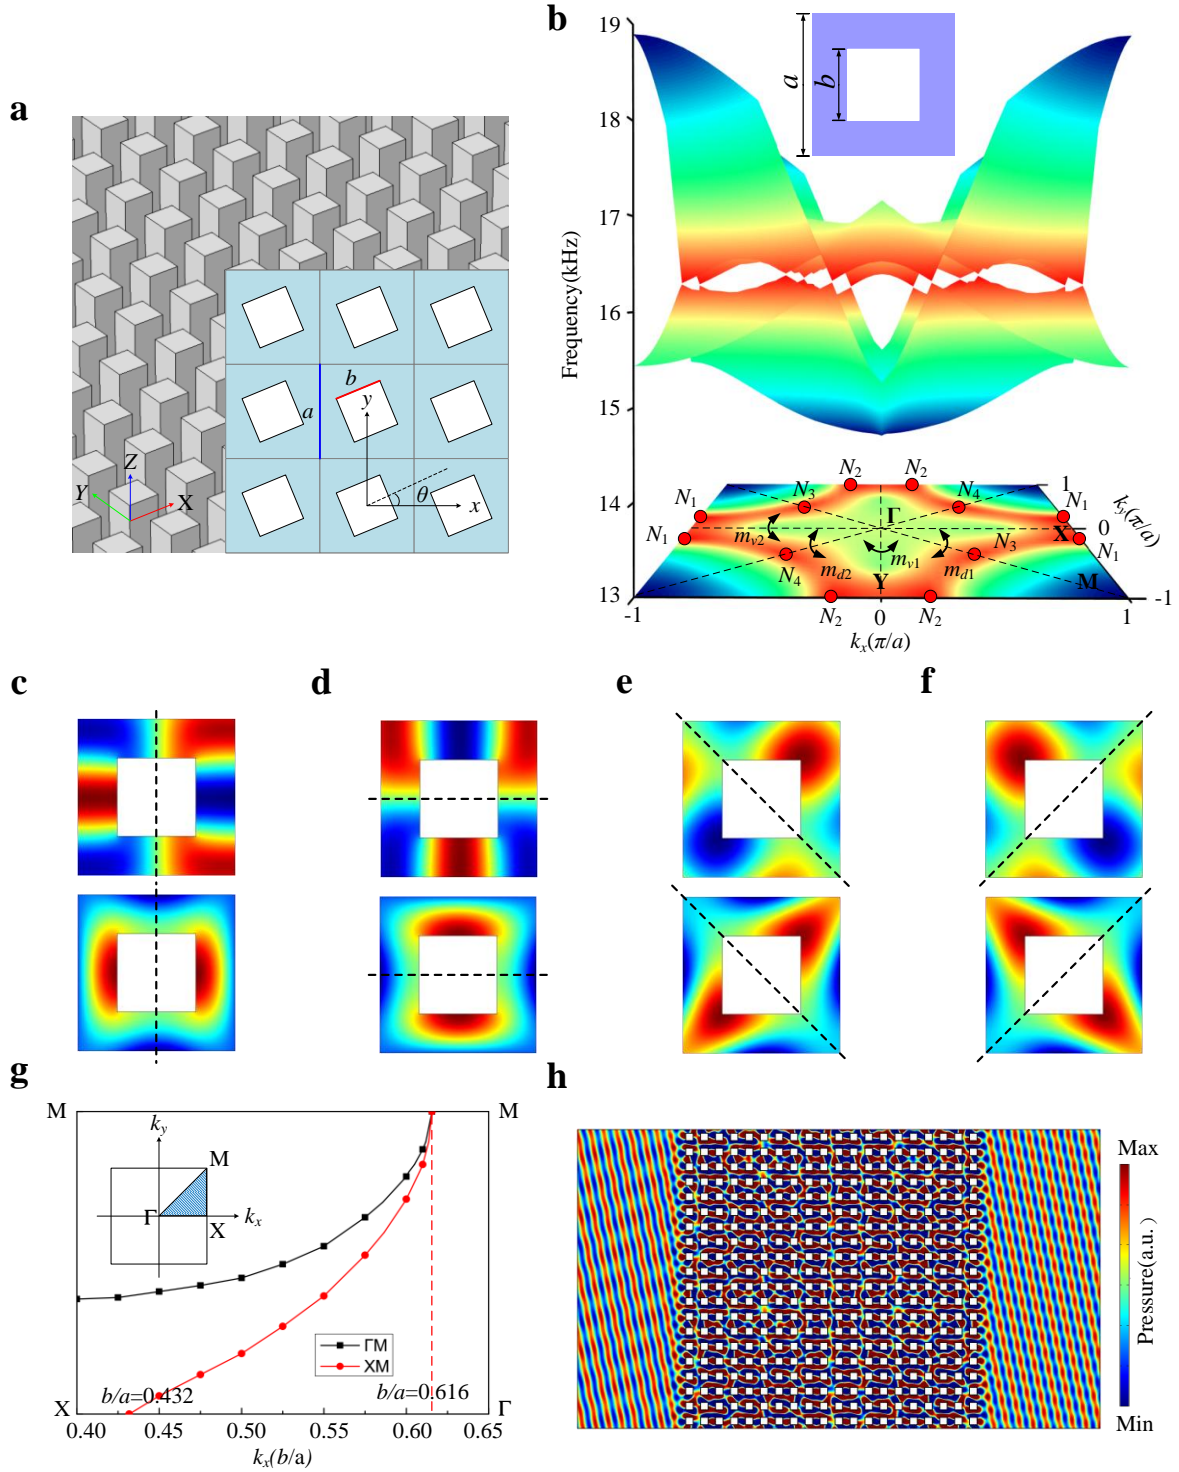 a
b
a
y
b
θ
x
Z
Y
X
b
19
18
17
16
15
14
13
Frequency(kHz)
a
b
N2 N2
N1 N3 N4 N1
N1 N3 N1
N4
N2 N2
Γ
X
Y
M
mv2
md2
mv1
md1
1
0
-1
ky(π/a)
-1 0 1
kx(π/a)
c
d
e
f
g
M M
X Γ
ky
M
Γ
X
kx
ΓM
XM
b/a=0.432
b/a=0.616
0.40 0.45 0.50 0.55 0.60 0.65
kx(b/a)
h
Max
Pressure(a.u.)
Min